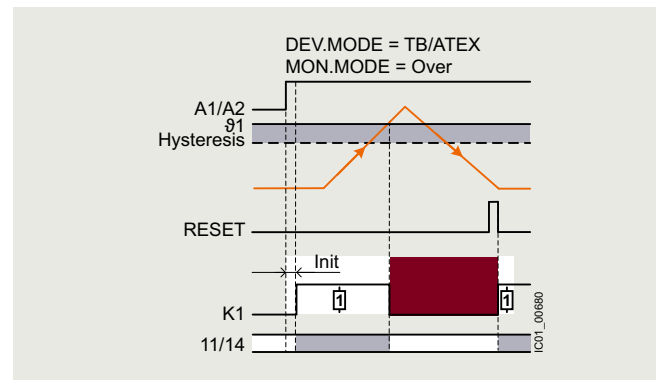 DEV.MODE = TB/ATEX
MON.MODE = Over
A1/A2
ϑ1
Hysteresis
RESET
Init
K1
1
1
11/14
IC01_00680